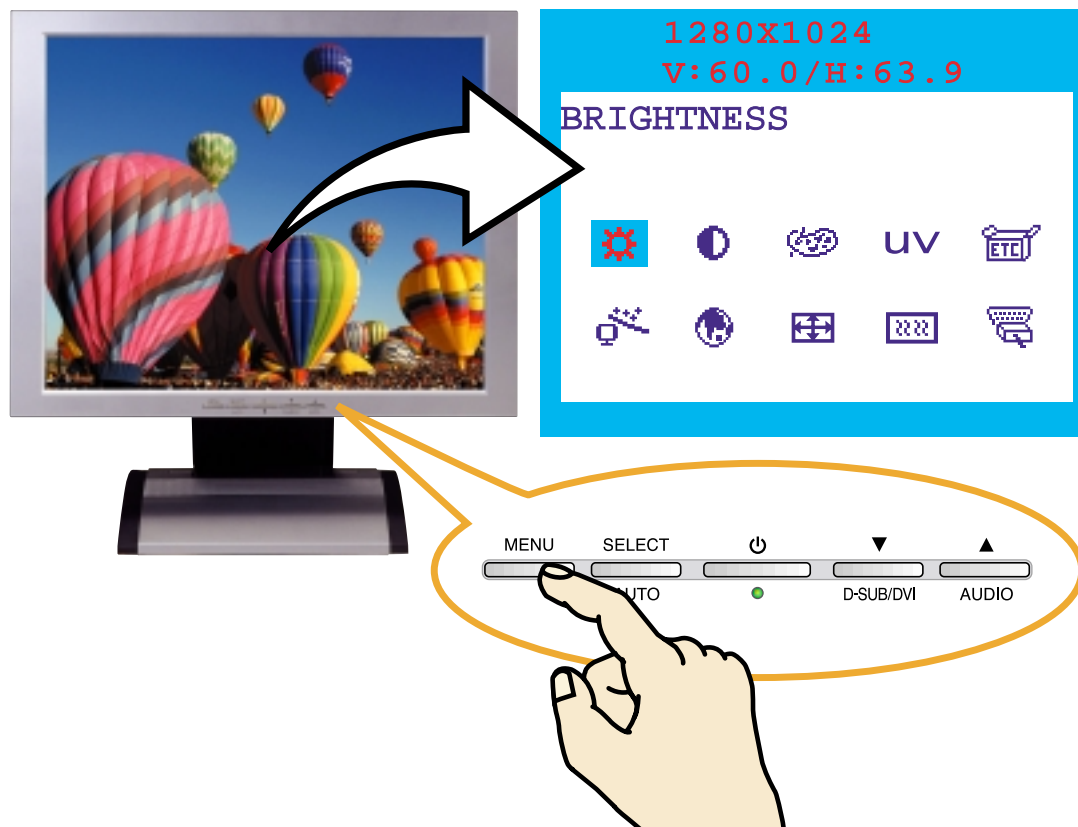 1280X1024
V:60.0/H:63.9
BRIGHTNESS
UV
ETC
MENU SELECT ▼ ▲
AUTO D-SUB/DVI AUDIO